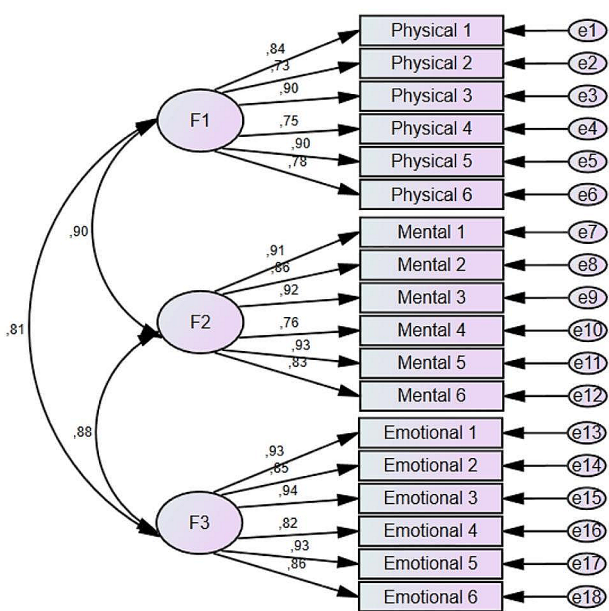 Physical 1
e1
,84
Physical 2
e2
,73
Physical 3
e3
,90
F1
Physical 4
e4
,75
Physical 5
e5
,90
Physical 6
e6
,78
,90
Mental 1
e7
,91
Mental 2
e8
,86
Mental 3
e9
,92
F2
Mental 4
e10
,76
Mental 5
e11
,93
Mental 6
e12
,83
,81
,88
Emotional 1
e13
,93
Emotional 2
e14
,85
Emotional 3
e15
,94
F3
Emotional 4
e16
,82
Emotional 5
e17
,93
Emotional 6
e18
,86